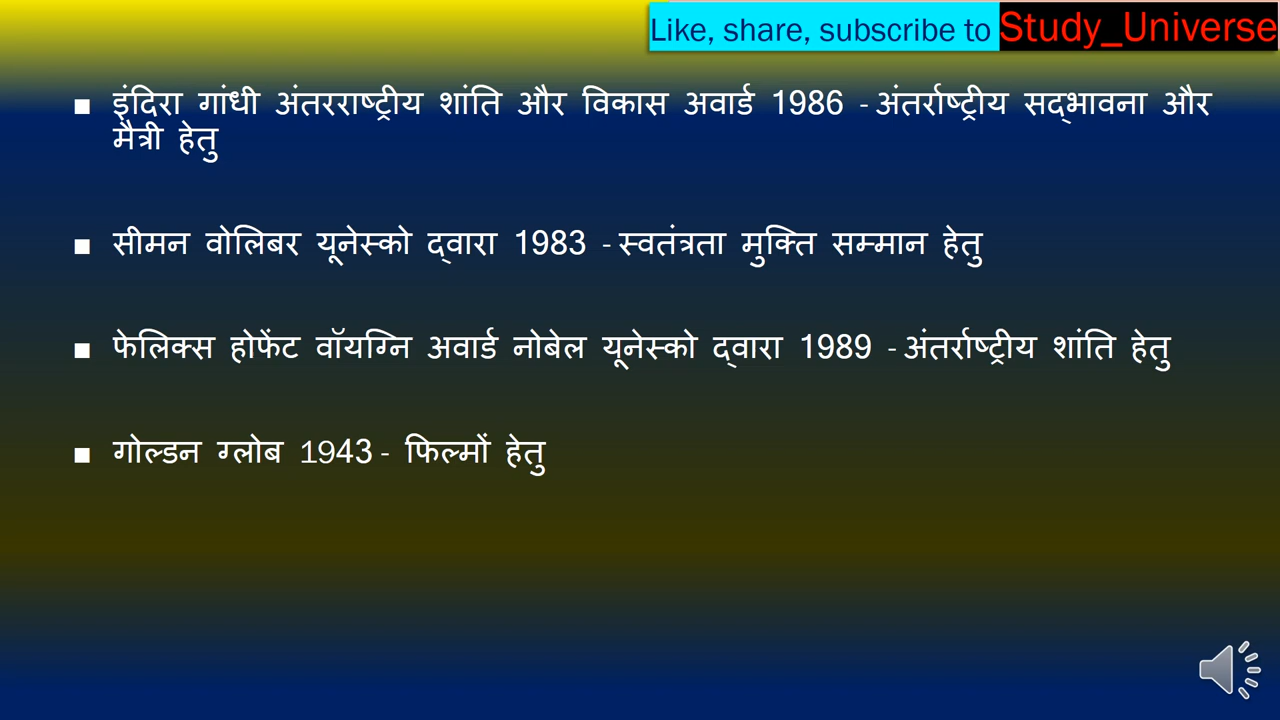 Like, share, subscribe to Study_Universe
▪ इंदिरा गांधी अंतरराष्ट्रीय शांति और विकास अवार्ड 1986 - अंतर्राष्ट्रीय सद्भावना और
मैत्री हेतु
▪ सीमन वोलिबर यूनेस्को द्वारा 1983 - स्वतंत्रता मुक्ति सम्मान हेतु
▪ फेलिक्स होफेंट वॉयग्नि अवार्ड नोबेल यूनेस्को द्वारा 1989 - अंतर्राष्ट्रीय शांति हेतु
▪ गोल्डन ग्लोब 1943 - फिल्मों हेतु